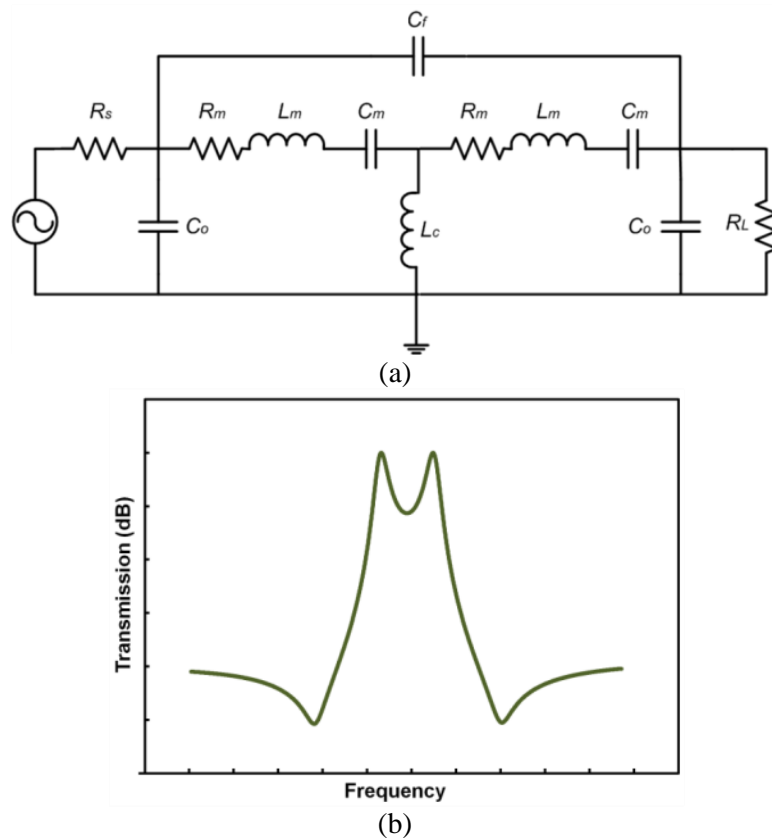 Cf
Rs Rm Lm Cm Rm Lm Cm
Co Lc Co RL
(a)
Transmission (dB)
Frequency
(b)